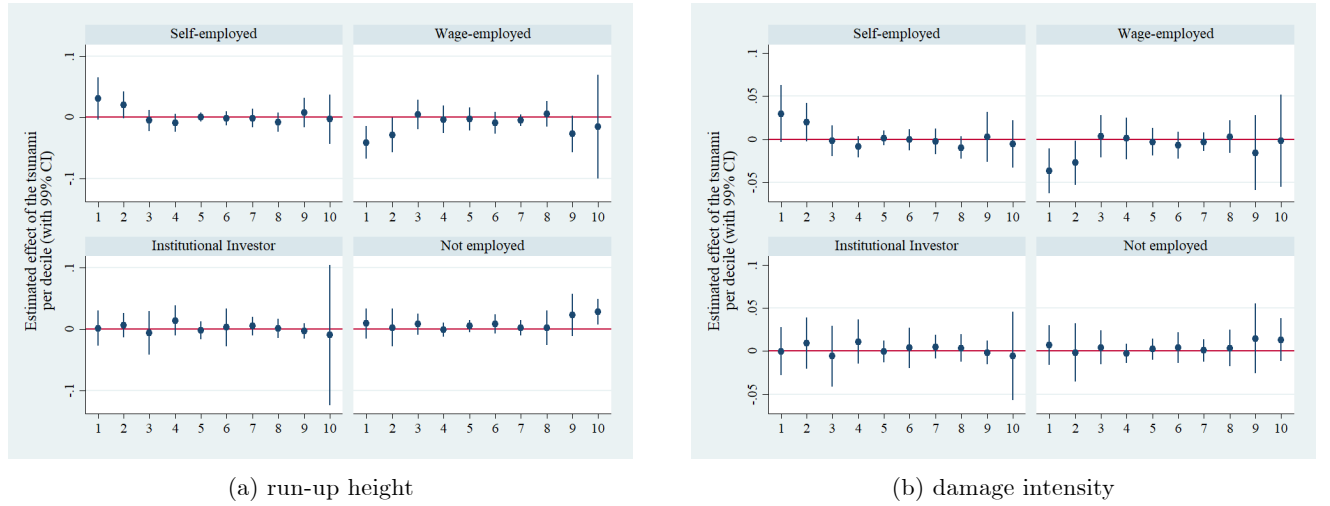 Self-employed
Wage-employed
.1
0
-.1
1 2 3 4 5 6 7 8 9 10
1 2 3 4 5 6 7 8 9 10
Institutional Investor
Not employed
.1
0
-.1
1 2 3 4 5 6 7 8 9 10
1 2 3 4 5 6 7 8 9 10
Estimated effect of the tsunami
per decile (with 99% CI)
(a) run-up height
Self-employed
Wage-employed
.1
.05
0
-.05
1 2 3 4 5 6 7 8 9 10
1 2 3 4 5 6 7 8 9 10
Institutional Investor
Not employed
.1
.05
0
-.05
1 2 3 4 5 6 7 8 9 10
1 2 3 4 5 6 7 8 9 10
Estimated effect of the tsunami
per decile (with 99% CI)
(b) damage intensity